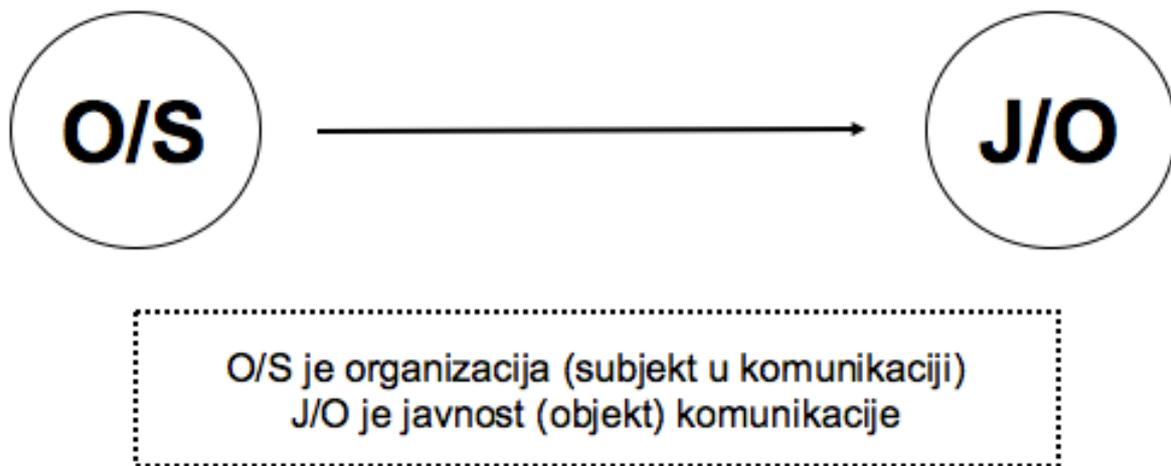 O/S
J/O
O/S je organizacija (subjekt u komunikaciji)
J/O je javnost (objekt) komunikacije